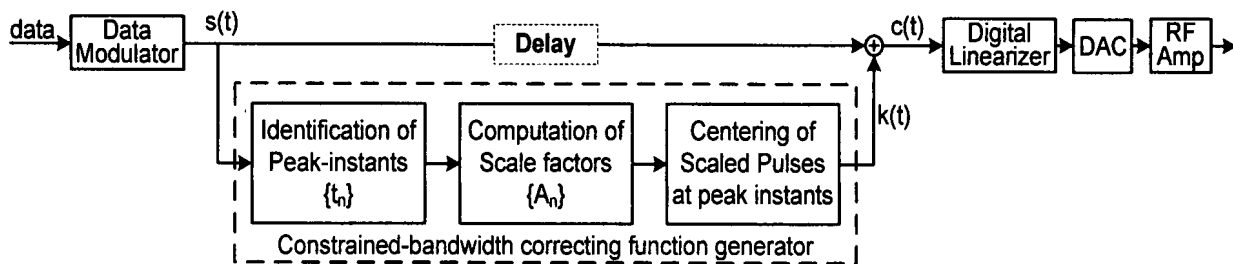 data
Data
Modulator
s(t)
Delay
c(t)
Digital
Linearizer
DAC
RF
Amp
k(t)
Identification of
Peak-instants
{tₙ}
Computation of
Scale factors
{Aₙ}
Centering of
Scaled Pulses
at peak instants
Constrained-bandwidth correcting function generator